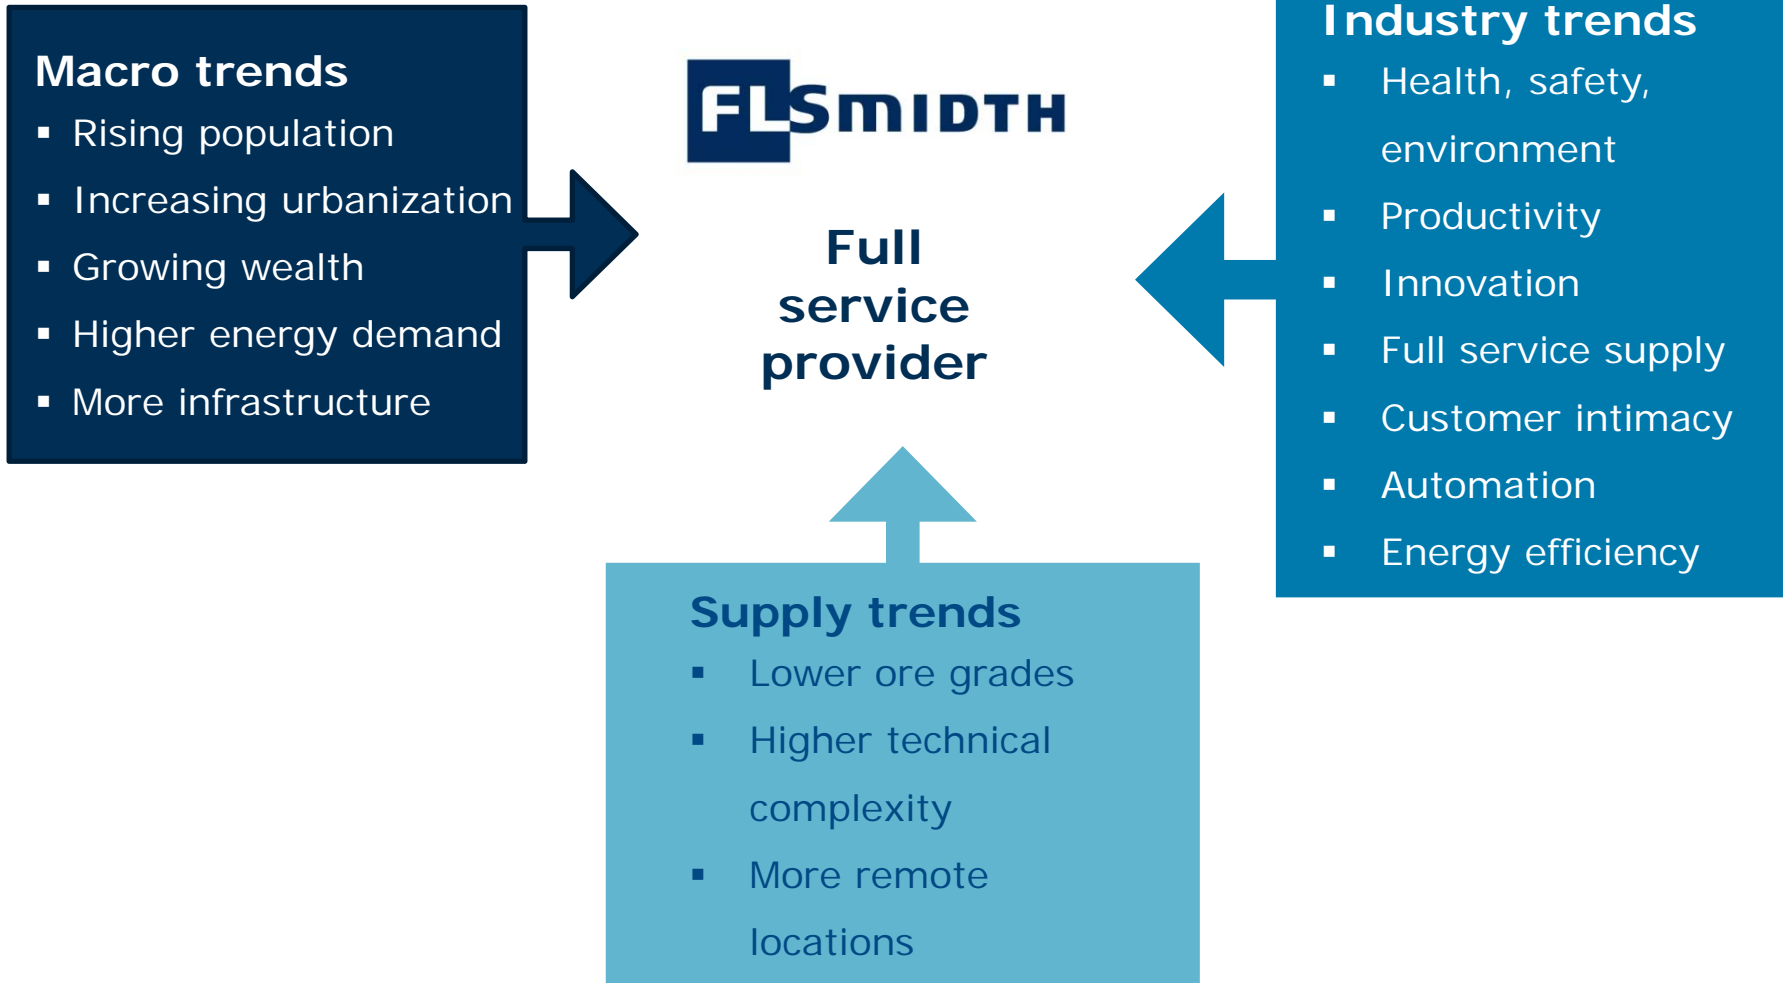 Macro trends
▪ Rising population
▪ Increasing urbanization
▪ Growing wealth
▪ Higher energy demand
▪ More infrastructure
FLSMIDTH
Full
service
provider
Industry trends
▪ Health, safety,
environment
▪ Productivity
▪ Innovation
▪ Full service supply
▪ Customer intimacy
▪ Automation
▪ Energy efficiency
Supply trends
▪ Lower ore grades
▪ Higher technical
complexity
▪ More remote
locations